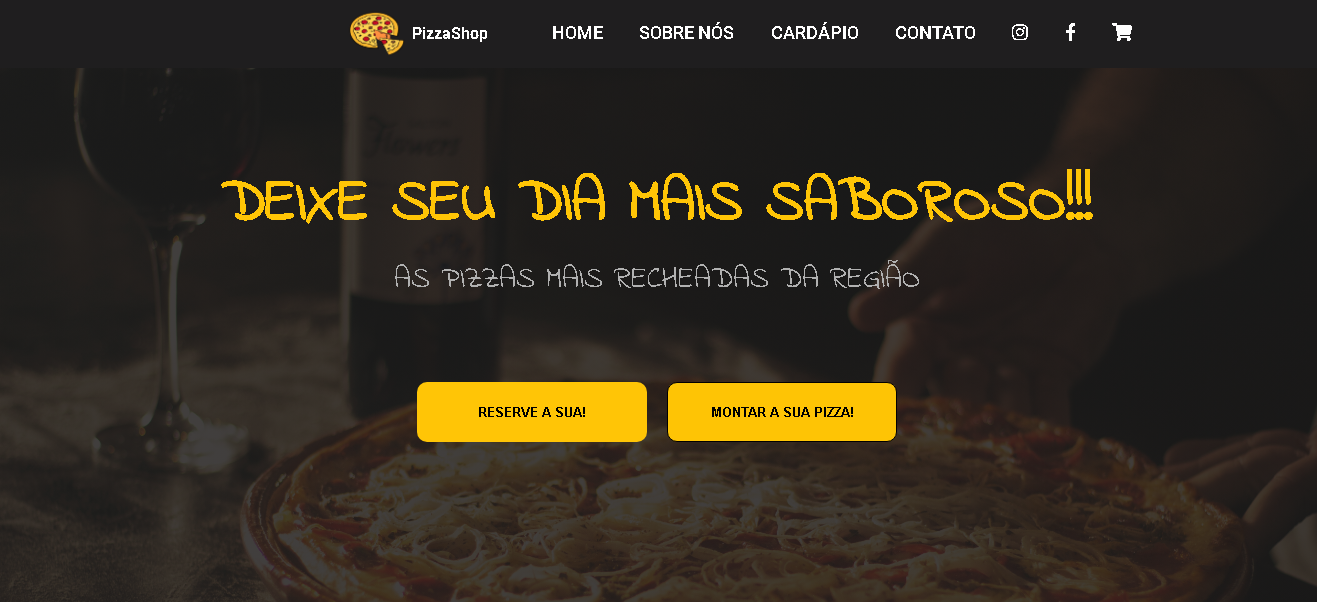 PizzaShop HOME SOBRE NÓS CARDÁPIO CONTATO
Flowers
DEIXE SEU DIA MAIS SABOROSO!!!
AS PIZZAS MAIS RECHEADAS DA REGIÃO
RESERVE A SUA! MONTAR A SUA PIZZA!